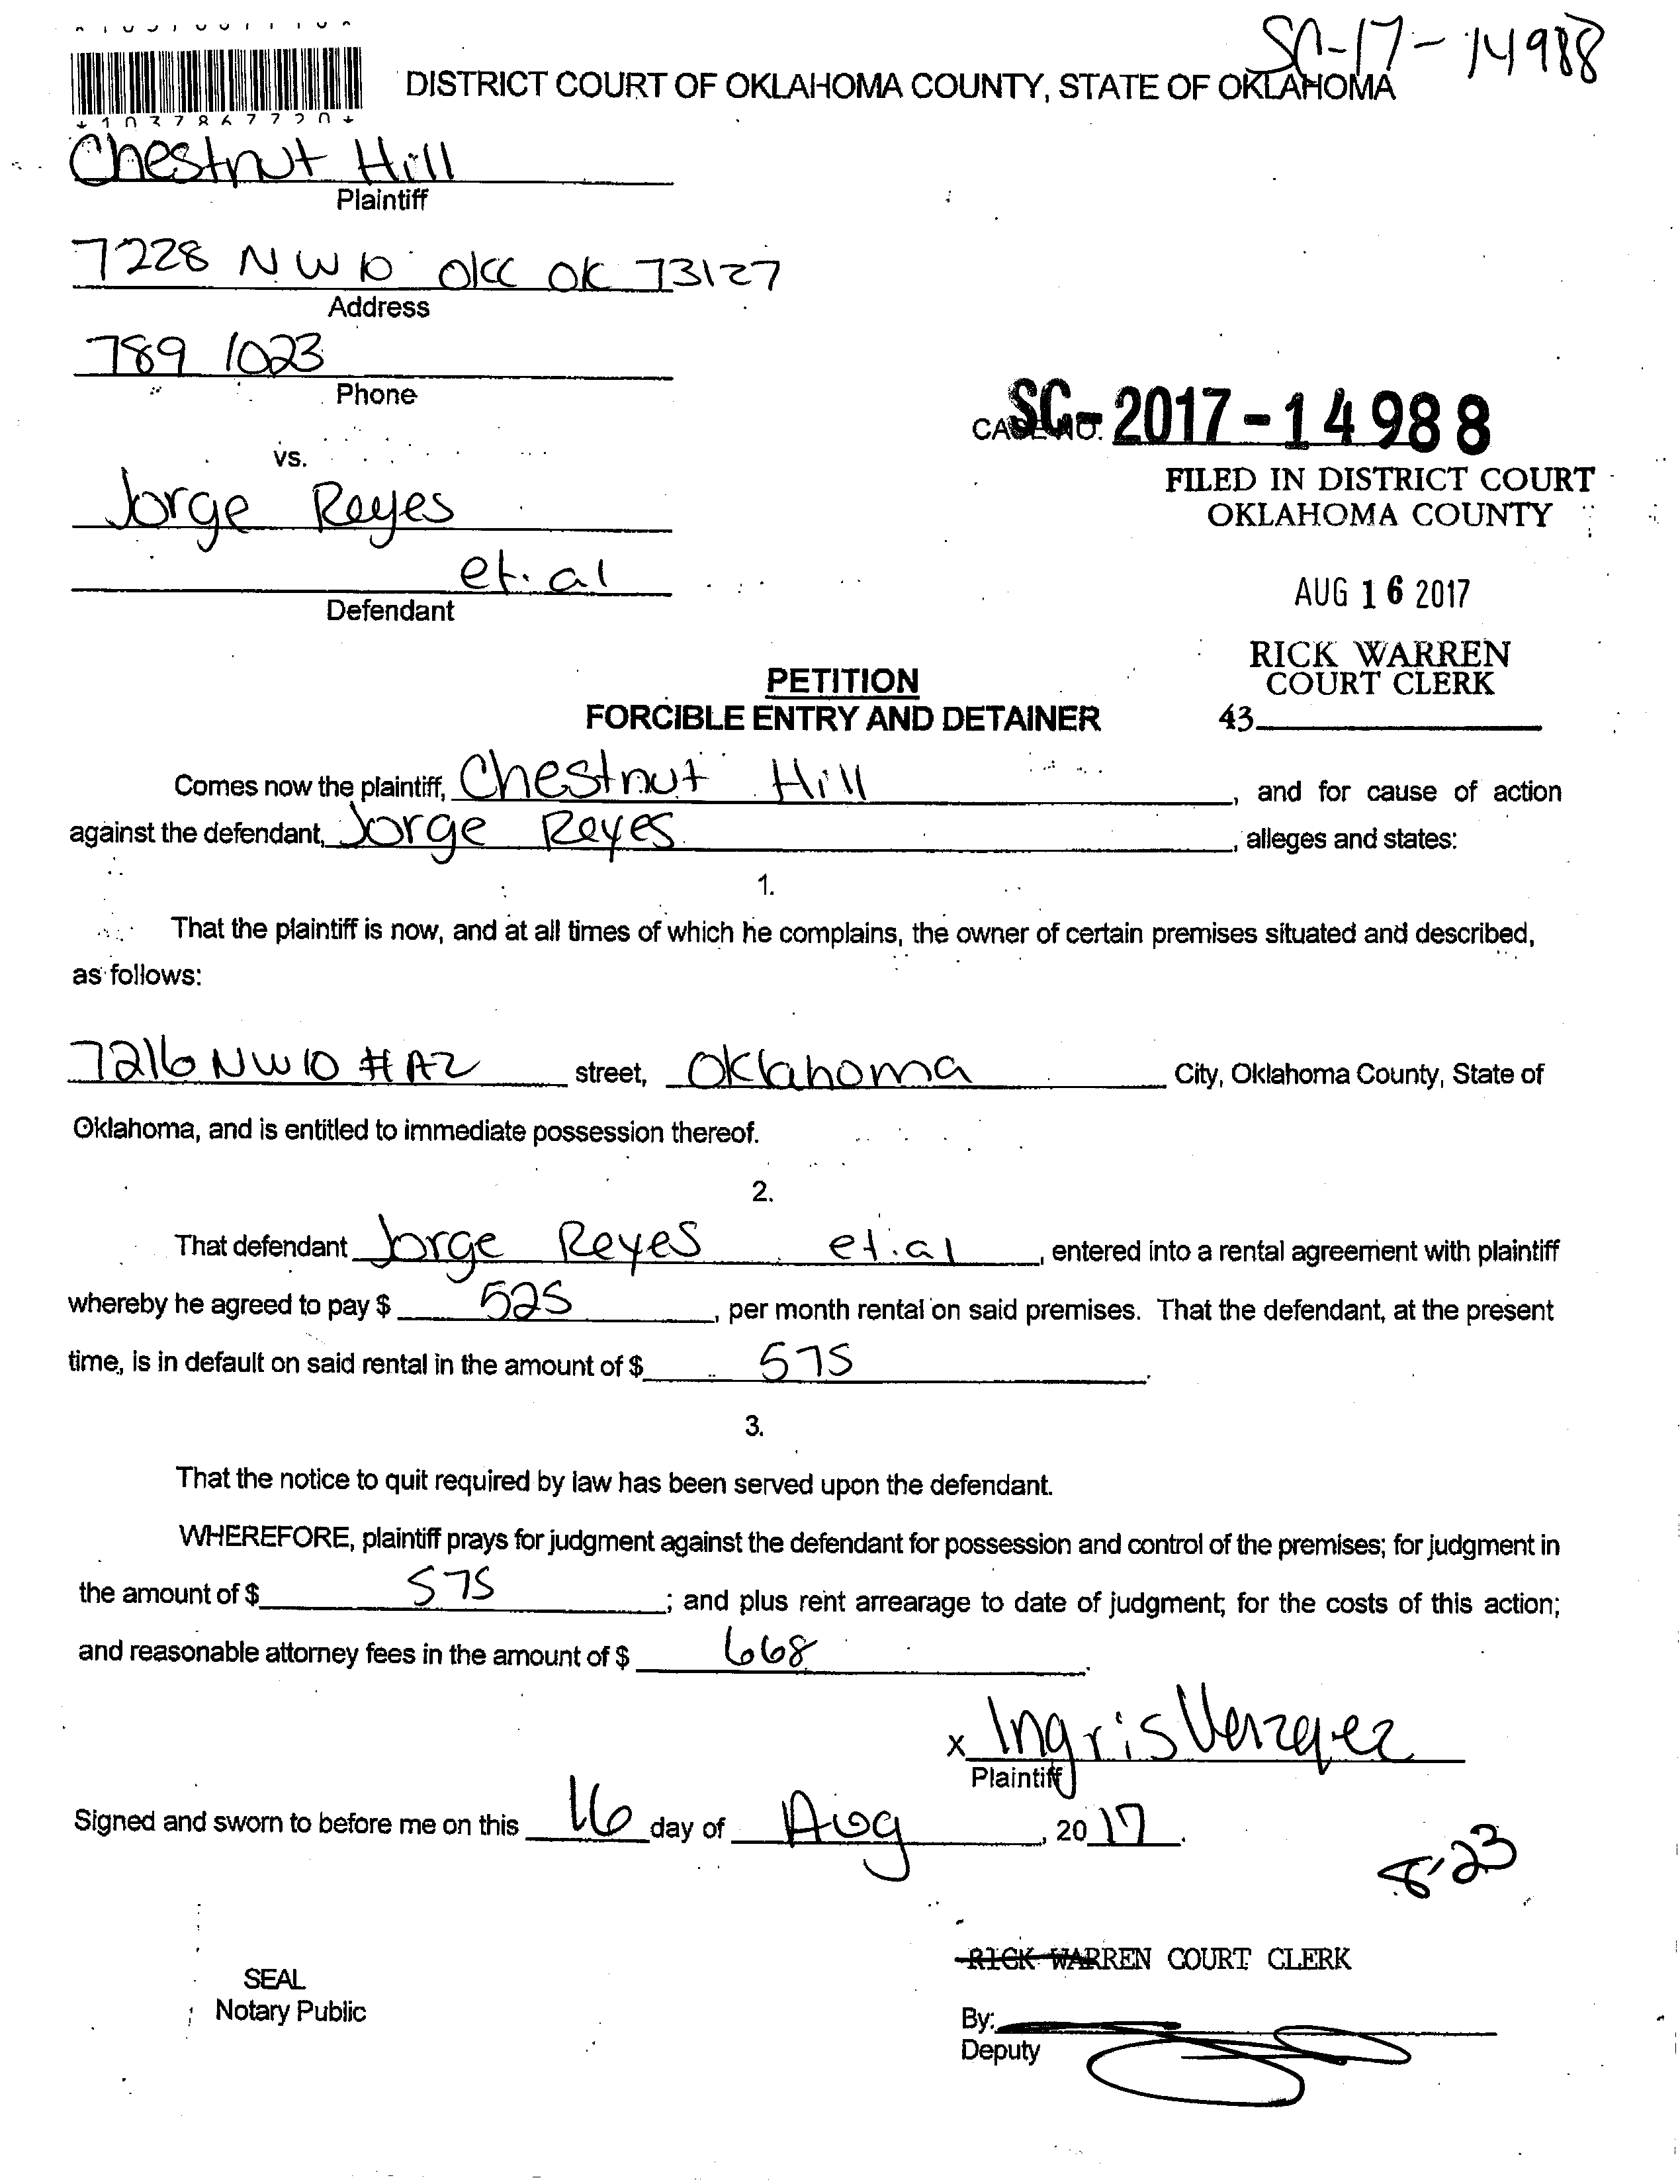 SC-17-14988
DISTRICT COURT OF OKLAHOMA COUNTY, STATE OF OKLAHOMA
Chestnut Hill
Plaintiff
7228 NW 10 OKC OK 73127
Address
789 1023
Phone
CASE NO. SC-2017-14988
vs.
FILED IN DISTRICT COURT
OKLAHOMA COUNTY
Jorge Reyes
et. al
Defendant
AUG 16 2017
RICK WARREN
COURT CLERK
43
PETITION
FORCIBLE ENTRY AND DETAINER
Comes now the plaintiff, Chestnut Hill, and for cause of action
against the defendant, Jorge Reyes, alleges and states:
1.
That the plaintiff is now, and at all times of which he complains, the owner of certain premises situated and described,
as follows:
7216 NW 10 #A2 street, Oklahoma City, Oklahoma County, State of
Oklahoma, and is entitled to immediate possession thereof.
2.
That defendant Jorge Reyes et.al, entered into a rental agreement with plaintiff
whereby he agreed to pay $ 525, per month rental on said premises. That the defendant, at the present
time, is in default on said rental in the amount of $ 575.
3.
That the notice to quit required by law has been served upon the defendant.
WHEREFORE, plaintiff prays for judgment against the defendant for possession and control of the premises; for judgment in
the amount of $ 575; and plus rent arrearage to date of judgment; for the costs of this action;
and reasonable attorney fees in the amount of $ 668.
x Ingris
Plaintiff
Signed and sworn to before me on this 16 day of Aug, 2017.
8-23
RICK WARREN COURT CLERK
SEAL
Notary Public
By:
Deputy